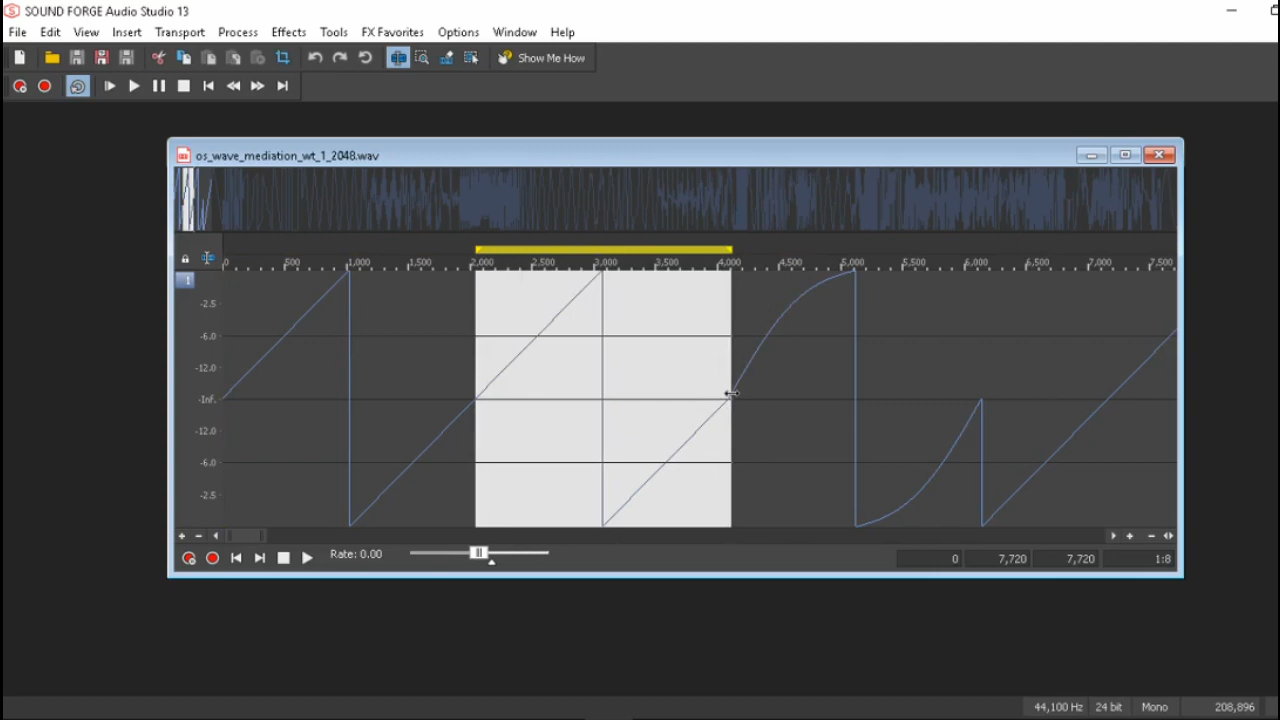 SOUND FORGE Audio Studio 13
File Edit View Insert Transport Process Effects Tools FX Favorites Options Window Help
Show Me How
os_wave_mediation_wt_1_2048.wav
0 500 1,000 1,500 2,000 2,500 3,000 3,500 4,000 4,500 5,000 5,500 6,000 6,500 7,000 7,500
1
-2.5
-6.0
-12.0
-Inf.
-12.0
-6.0
-2.5
Rate: 0.00
0 7,720 7,720 1:8
44,100 Hz 24 bit Mono 208,896